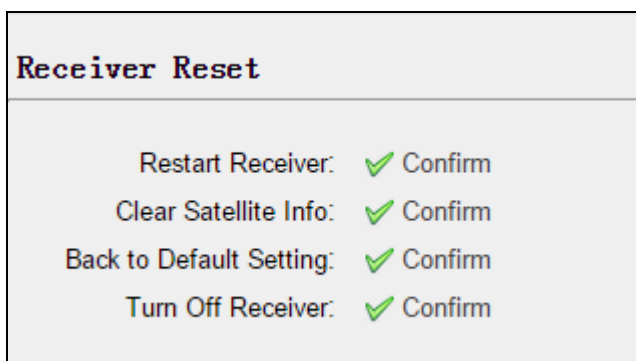 Receiver Reset
Restart Receiver: Confirm
Clear Satellite Info: Confirm
Back to Default Setting: Confirm
Turn Off Receiver: Confirm